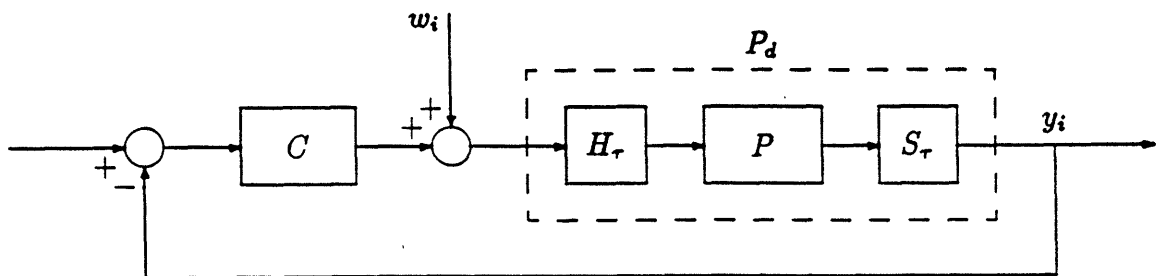 w_i
P_d
+
+
C
H_τ
P
S_τ
y_i
+
−